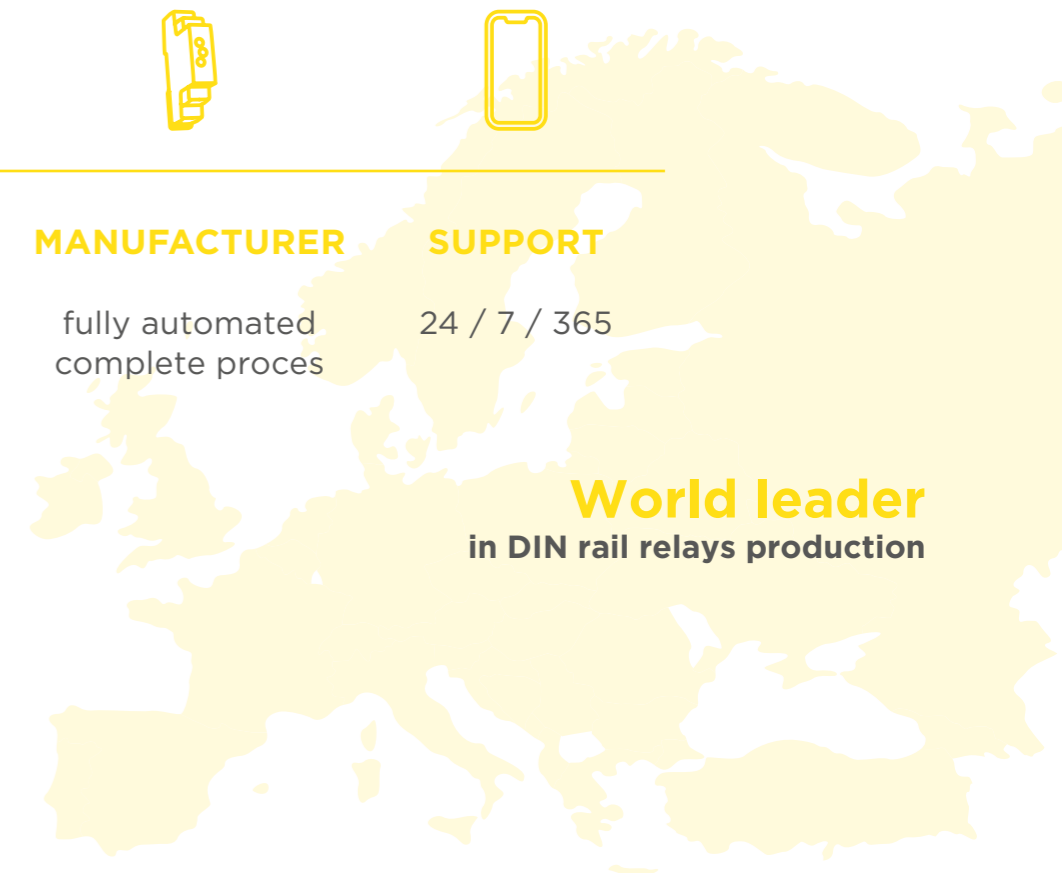 MANUFACTURER
fully automated
complete proces
SUPPORT
24 / 7 / 365
World leader
in DIN rail relays production